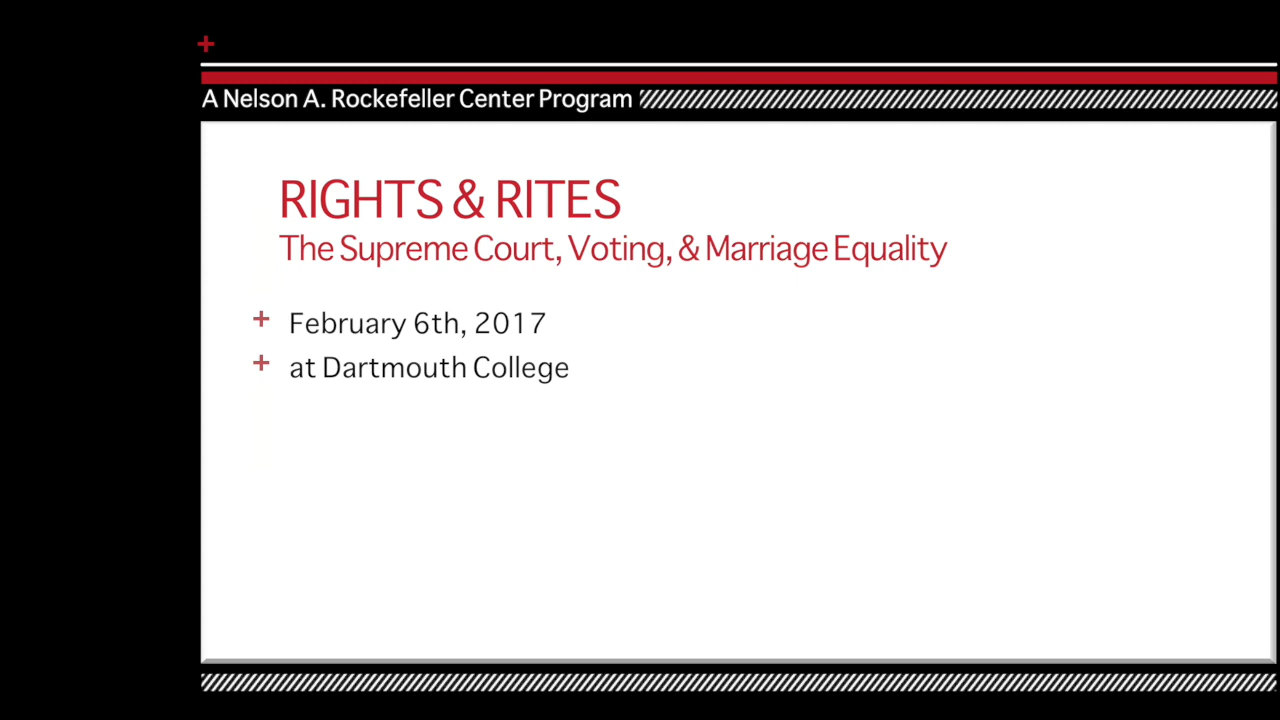 A Nelson A. Rockefeller Center Program
RIGHTS & RITES
The Supreme Court, Voting, & Marriage Equality
+ February 6th, 2017
+ at Dartmouth College